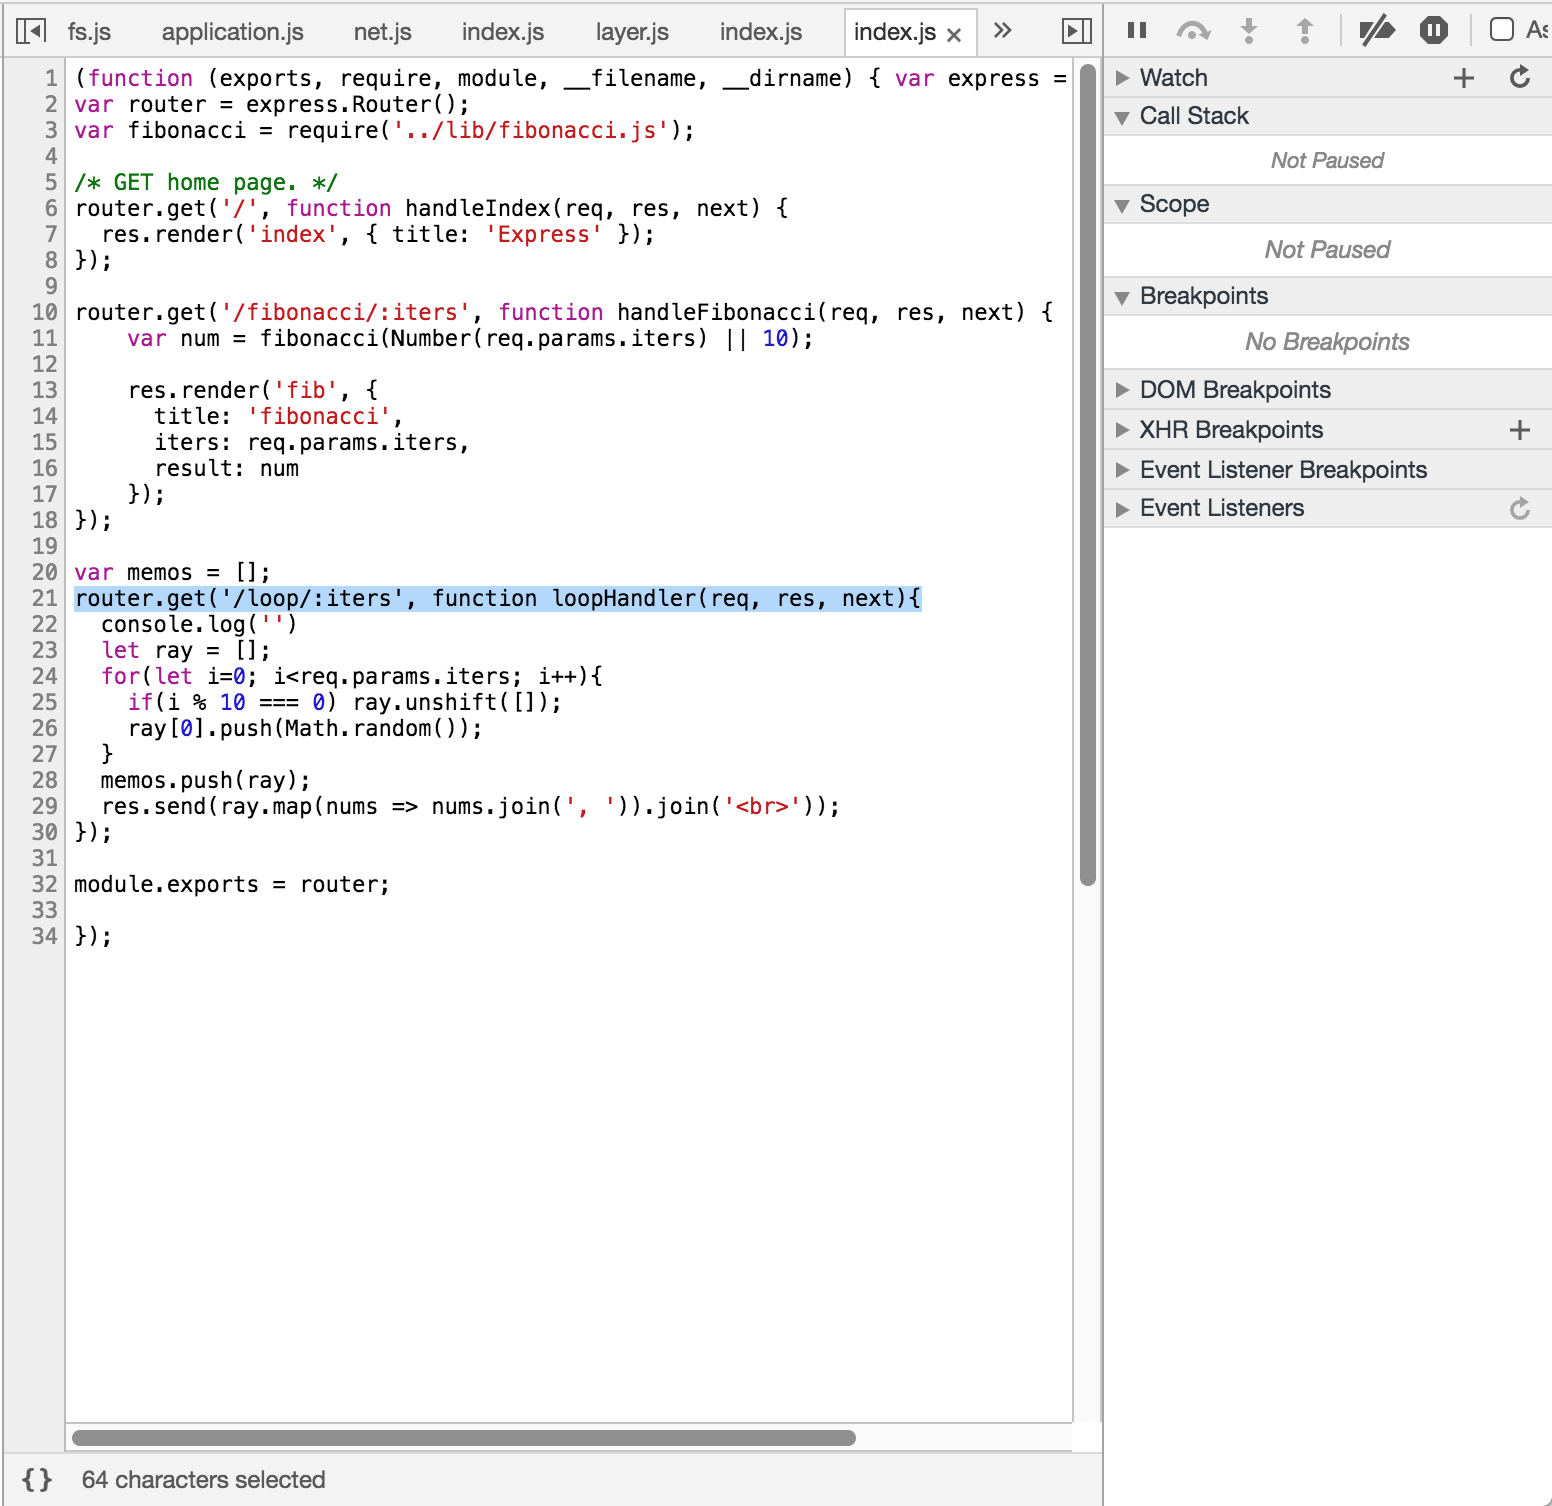 fs.js application.js net.js index.js layer.js index.js index.js × »
1 (function (exports, require, module, __filename, __dirname) { var express =
2 var router = express.Router();
3 var fibonacci = require('../lib/fibonacci.js');
4
5 /* GET home page. */
6 router.get('/', function handleIndex(req, res, next) {
7   res.render('index', { title: 'Express' });
8 });
9
10 router.get('/fibonacci/:iters', function handleFibonacci(req, res, next) {
11     var num = fibonacci(Number(req.params.iters) || 10);
12
13     res.render('fib', {
14       title: 'fibonacci',
15       iters: req.params.iters,
16       result: num
17     });
18 });
19
20 var memos = [];
21 router.get('/loop/:iters', function loopHandler(req, res, next){
22   console.log('')
23   let ray = [];
24   for(let i=0; i<req.params.iters; i++){
25     if(i % 10 === 0) ray.unshift([]);
26     ray[0].push(Math.random());
27   }
28   memos.push(ray);
29   res.send(ray.map(nums => nums.join(', ')).join('<br>'));
30 });
31
32 module.exports = router;
33
34 });
{} 64 characters selected
As
Watch
Call Stack
Not Paused
Scope
Not Paused
Breakpoints
No Breakpoints
DOM Breakpoints
XHR Breakpoints
Event Listener Breakpoints
Event Listeners